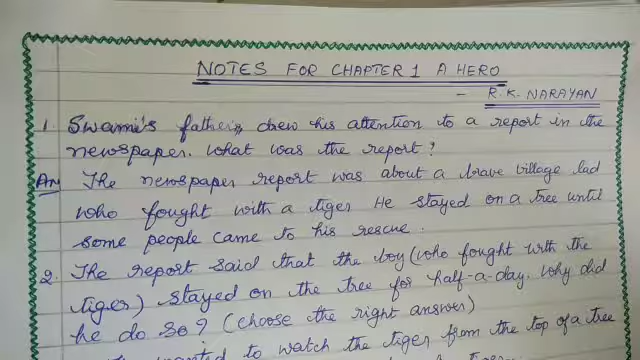 NOTES FOR CHAPTER 1 A HERO
- R.K. NARAYAN
1. Swami's father drew his attention to a report in the
newspaper. What was the report?
An The newspaper report was about a brave village lad
who fought with a tiger He stayed on a tree until
some people came to his rescue.
2. The report said that the boy (who fought with the
tiger) stayed on the tree for half-a-day. Why did
he do so? (choose the right answer)
wanted to watch the tiger from the top of a tree